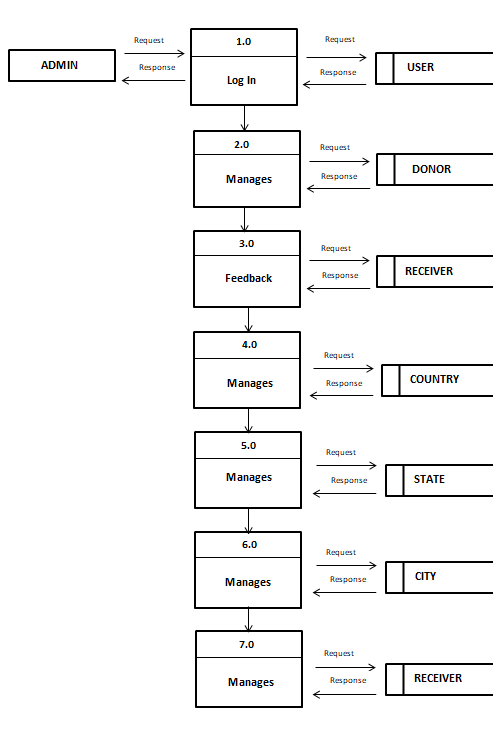 1.0
Request
Request
ADMIN
Response
Log In
Response
USER
2.0
Request
Manages
Response
DONOR
3.0
Request
Feedback
Response
RECEIVER
4.0
Request
Manages
Response
COUNTRY
5.0
Request
Manages
Response
STATE
6.0
Request
Manages
Response
CITY
7.0
Request
Manages
Response
RECEIVER